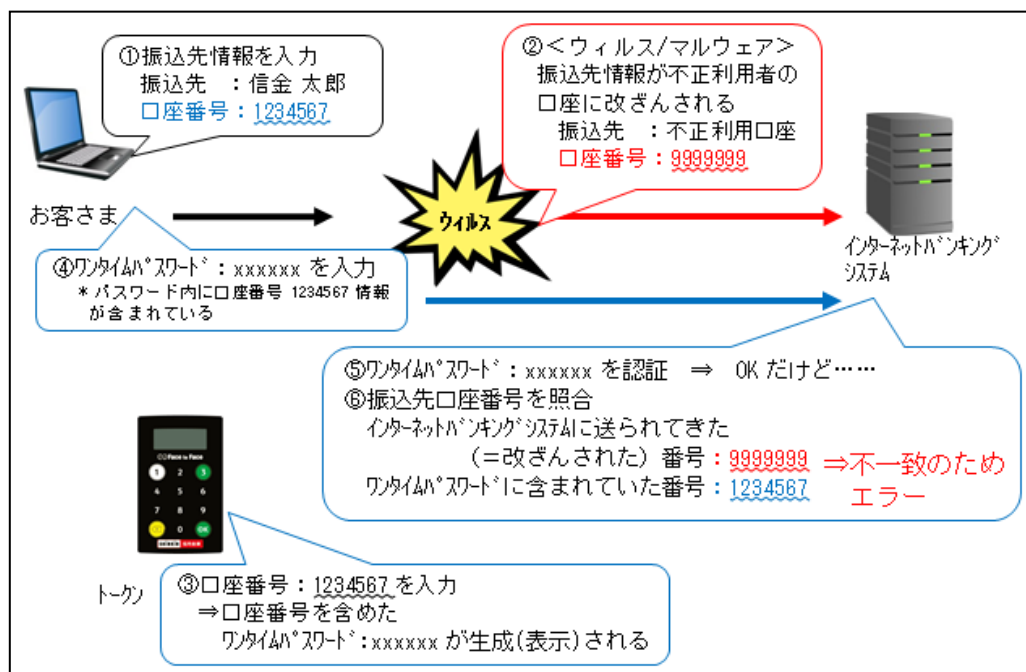 ①振込先情報を入力
振込先　：信金 太郎
口座番号：1234567
②＜ウィルス/マルウェア＞
振込先情報が不正利用者の
口座に改ざんされる
振込先　：不正利用口座
口座番号：9999999
お客さま
ウィルス
インターネットバンキング
システム
④ワンタイムパスワード：xxxxxx を入力
＊パスワード内に口座番号 1234567 情報
が含まれている
⑤ワンタイムパスワード：xxxxxx を認証　⇒　OK だけど……
⑥振込先口座番号を照合
インターネットバンキングシステムに送られてきた
（＝改ざんされた）番号：9999999　⇒不一致のため
ワンタイムパスワードに含まれていた番号：1234567　エラー
1 2 3
4 5 6
7 8 9
0 OK
トークン
③口座番号：1234567 を入力
⇒口座番号を含めた
ワンタイムパスワード：xxxxxx が生成(表示)される